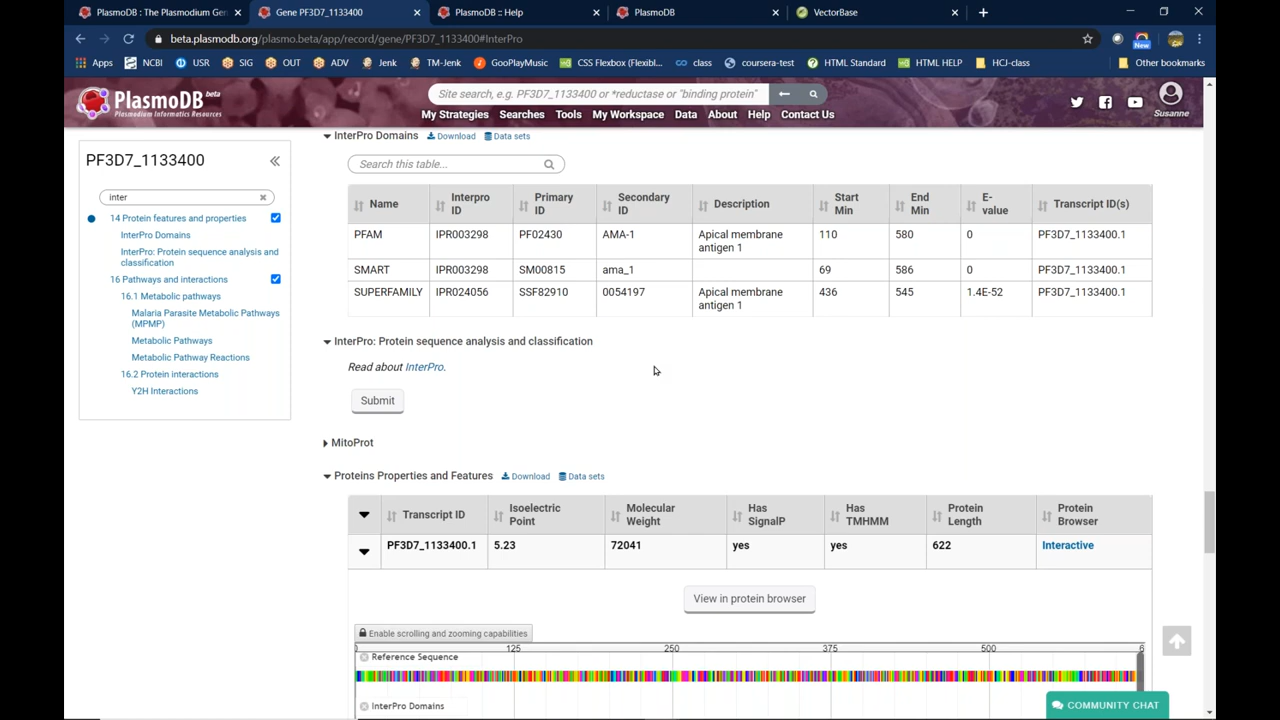 PlasmoDB : The Plasmodium Gen
Gene PF3D7_1133400
PlasmoDB :: Help
PlasmoDB
VectorBase
beta.plasmodb.org/plasmo.beta/app/record/gene/PF3D7_1133400#InterPro
New
Apps NCBI USR SIG OUT ADV Jenk TM-Jenk GooPlayMusic CSS Flexbox (Flexibl... class coursera-test HTML Standard HTML HELP HCJ-class Other bookmarks
PlasmoDB beta
Plasmodium Informatics Resources
Site search, e.g. PF3D7_1133400 or *reductase or "binding protein"
My Strategies Searches Tools My Workspace Data About Help Contact Us
Susanne
PF3D7_1133400
inter
14 Protein features and properties
InterPro Domains
InterPro: Protein sequence analysis and
classification
16 Pathways and interactions
16.1 Metabolic pathways
Malaria Parasite Metabolic Pathways
(MPMP)
Metabolic Pathways
Metabolic Pathway Reactions
16.2 Protein interactions
Y2H Interactions
InterPro Domains Download Data sets
Search this table...
Name Interpro ID Primary ID Secondary ID Description Start Min End Min E-value Transcript ID(s)
PFAM IPR003298 PF02430 AMA-1 Apical membrane antigen 1 110 580 0 PF3D7_1133400.1
SMART IPR003298 SM00815 ama_1 69 586 0 PF3D7_1133400.1
SUPERFAMILY IPR024056 SSF82910 0054197 Apical membrane antigen 1 436 545 1.4E-52 PF3D7_1133400.1
InterPro: Protein sequence analysis and classification
Read about InterPro.
Submit
MitoProt
Proteins Properties and Features Download Data sets
Transcript ID Isoelectric Point Molecular Weight Has SignalP Has TMHMM Protein Length Protein Browser
PF3D7_1133400.1 5.23 72041 yes yes 622 Interactive
View in protein browser
Enable scrolling and zooming capabilities
0 125 250 375 500 6
Reference Sequence
InterPro Domains
COMMUNITY CHAT